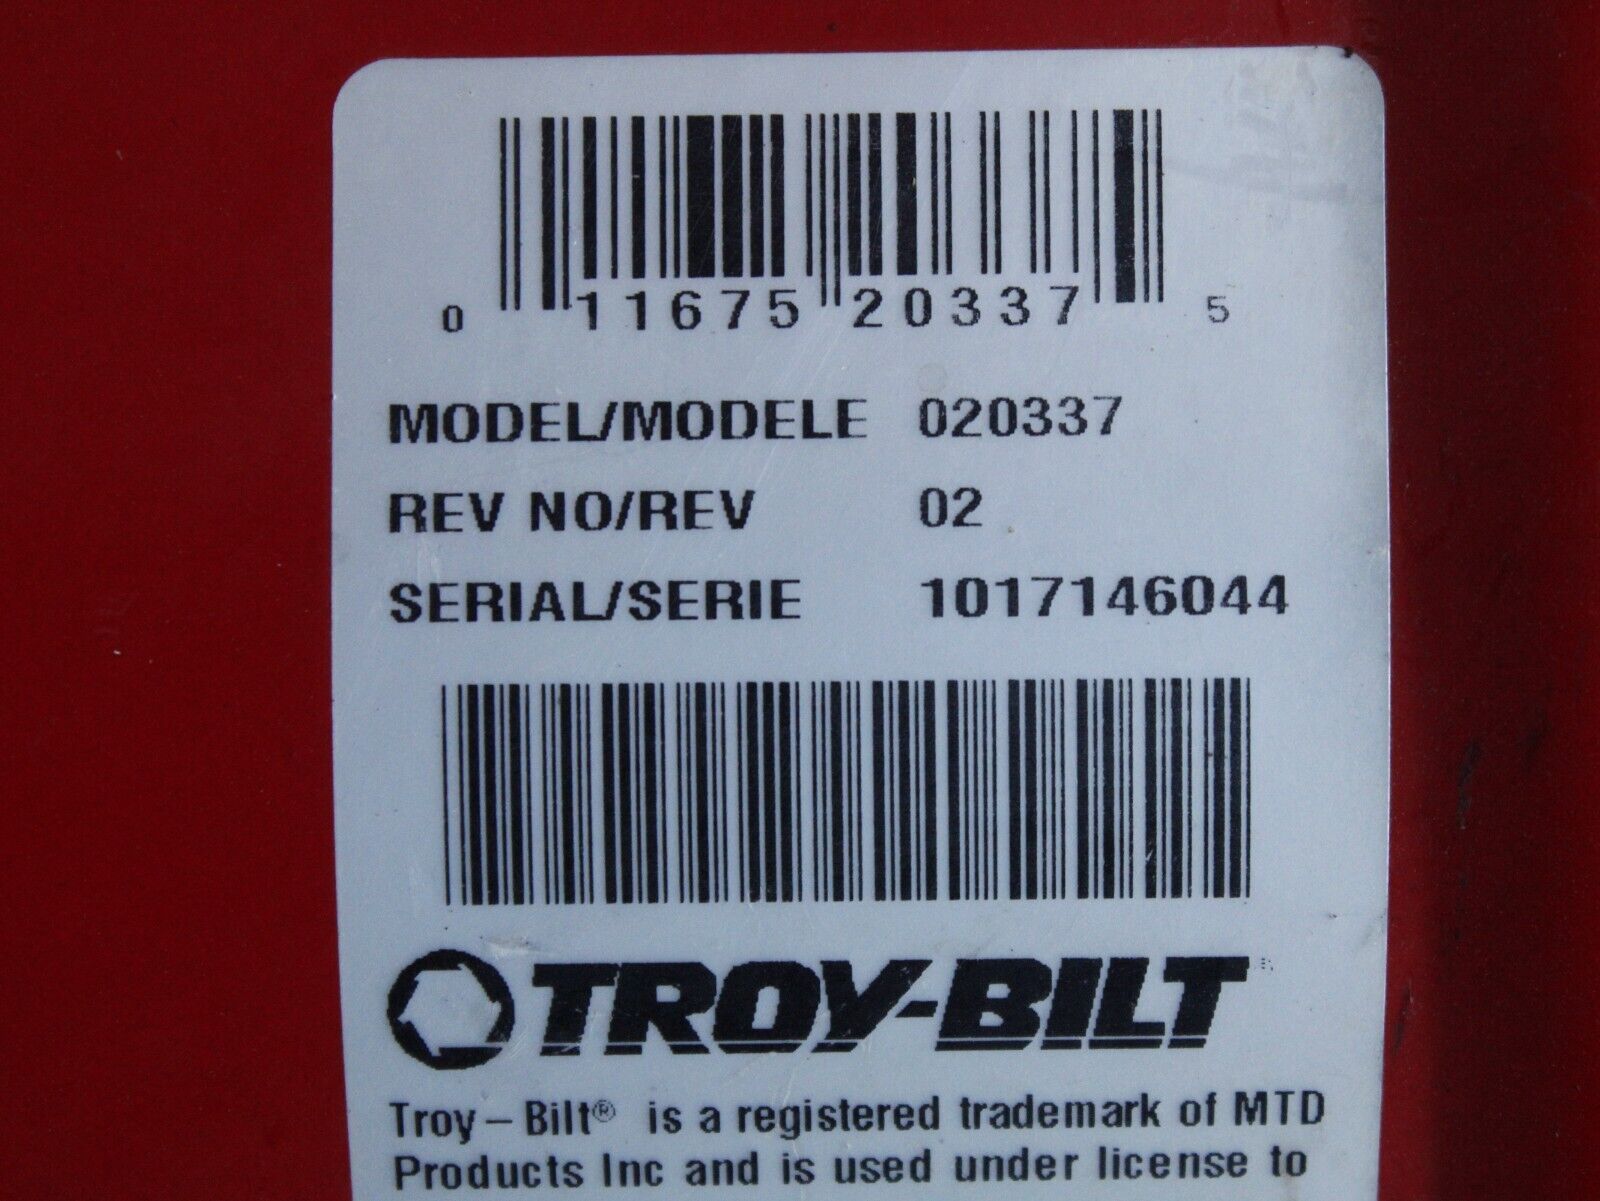 0 11675 20337 5
MODEL/MODELE 020337
REV NO/REV 02
SERIAL/SERIE 1017146044
TROY-BILT
Troy-Bilt® is a registered trademark of MTD
Products Inc and is used under license to